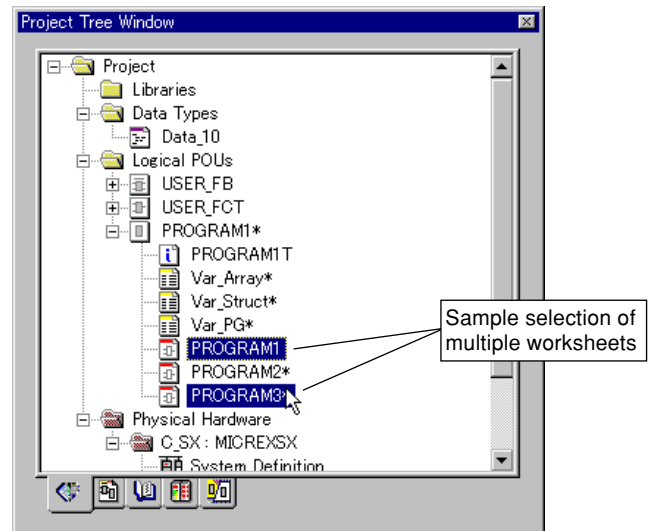 Project Tree Window
Project
Libraries
Data Types
Data_10
Logical POUs
USER_FB
USER_FCT
PROGRAM1*
PROGRAM1T
Var_Array*
Var_Struct*
Var_PG*
PROGRAM1
PROGRAM2*
PROGRAM3*
Sample selection of
multiple worksheets
Physical Hardware
C_SX : MICREXSX
System Definition